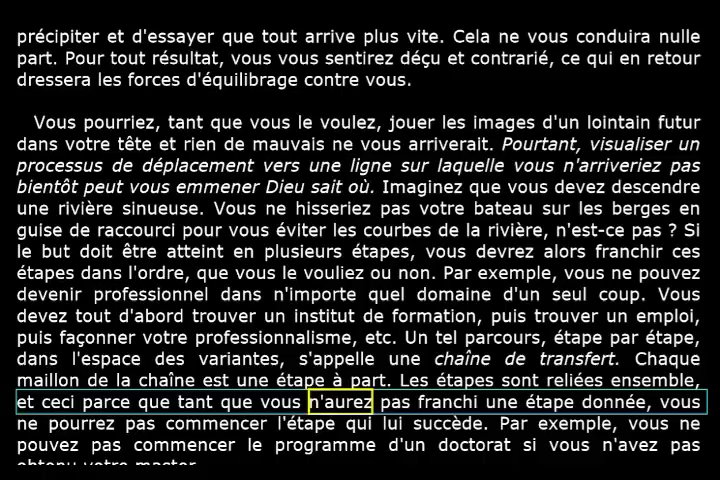 précipiter et d'essayer que tout arrive plus vite. Cela ne vous conduira nulle
part. Pour tout résultat, vous vous sentirez déçu et contrarié, ce qui en retour
dressera les forces d'équilibrage contre vous.
Vous pourriez, tant que vous le voulez, jouer les images d'un lointain futur
dans votre tête et rien de mauvais ne vous arriverait. Pourtant, visualiser un
processus de déplacement vers une ligne sur laquelle vous n'arriveriez pas
bientôt peut vous emmener Dieu sait où. Imaginez que vous devez descendre
une rivière sinueuse. Vous ne hisseriez pas votre bateau sur les berges en
guise de raccourci pour vous éviter les courbes de la rivière, n'est-ce pas ? Si
le but doit être atteint en plusieurs étapes, vous devrez alors franchir ces
étapes dans l'ordre, que vous le vouliez ou non. Par exemple, vous ne pouvez
devenir professionnel dans n'importe quel domaine d'un seul coup. Vous
devez tout d'abord trouver un institut de formation, puis trouver un emploi,
puis façonner votre professionnalisme, etc. Un tel parcours, étape par étape,
dans l'espace des variantes, s'appelle une chaîne de transfert. Chaque
maillon de la chaîne est une étape à part. Les étapes sont reliées ensemble,
et ceci parce que tant que vous n'aurez pas franchi une étape donnée, vous
ne pourrez pas commencer l'étape qui lui succède. Par exemple, vous ne
pouvez pas commencer le programme d'un doctorat si vous n'avez pas
obtenu votre master.